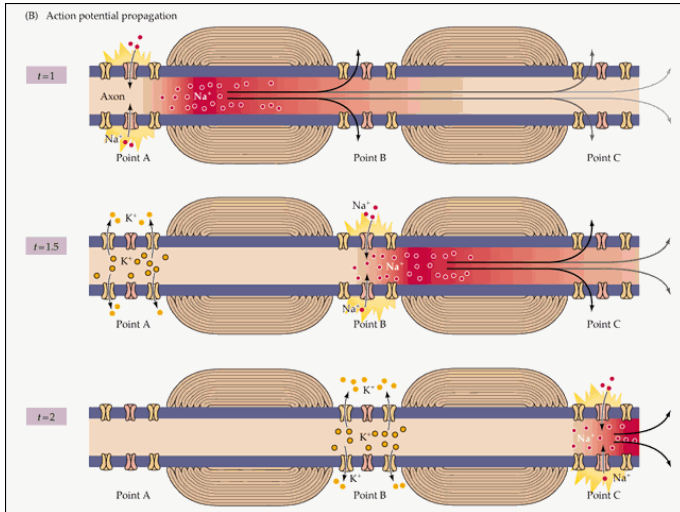 (B) Action potential propagation
t=1
Axon
Na⁺
Na⁺
Point A
Point B
Point C
K⁺
Na⁺
t=1.5
K⁺
Na⁺
Point A
Na⁺
Point B
Point C
K⁺
t=2
K⁺
Na⁺
K⁺
Na⁺
Point A
Point B
Point C